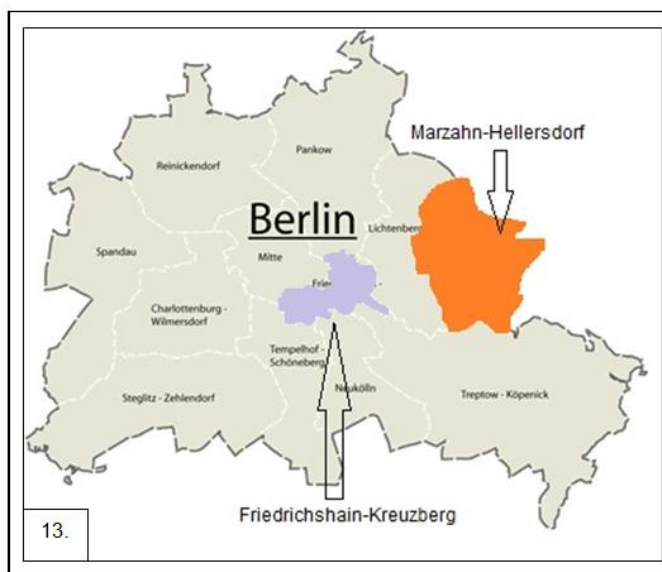 Marzahn-Hellersdorf
Pankow
Reinickendorf
Berlin
Lichtenberg
Spandau
Mitte
Charlottenburg -
Wilmersdorf
Tempelhof -
Schöneberg
Neukölln
Steglitz - Zehlendorf
Treptow - Köpenick
Friedrichshain-Kreuzberg
13.